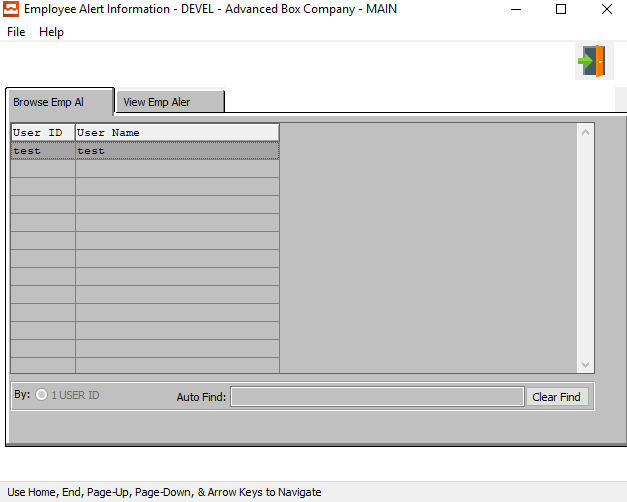 Employee Alert Information - DEVEL - Advanced Box Company - MAIN
File Help
Browse Emp Al View Emp Aler
User ID User Name
test test
By: 1 USER ID Auto Find: Clear Find
Use Home, End, Page-Up, Page-Down, & Arrow Keys to Navigate